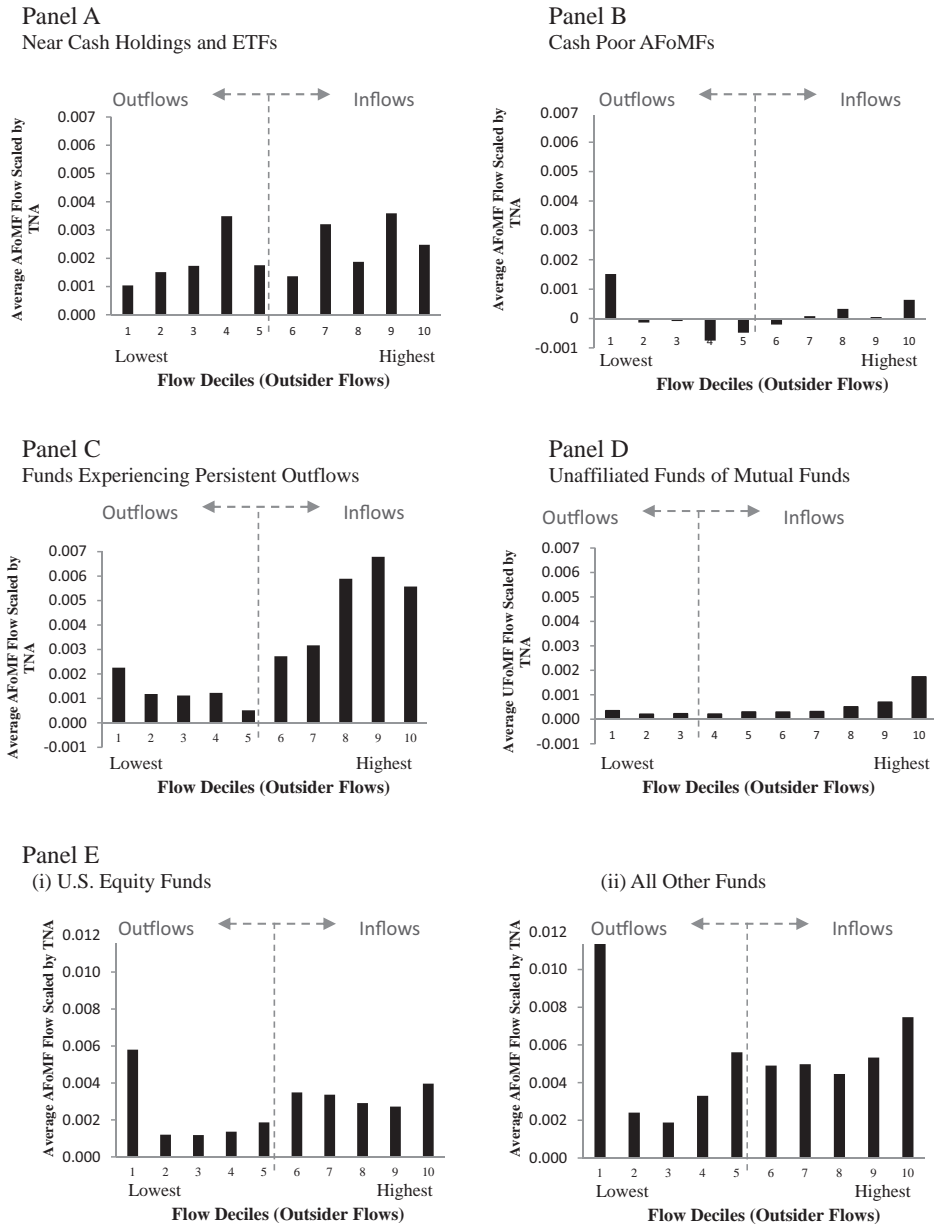 Panel A
Near Cash Holdings and ETFs
Outflows
Inflows
Average AFoMF Flow Scaled by
TNA
0.007
0.006
0.005
0.004
0.003
0.002
0.001
0.000
1 2 3 4 5 6 7 8 9 10
Lowest
Highest
Flow Deciles (Outsider Flows)
Panel B
Cash Poor AFoMFs
Outflows
Inflows
Average AFoMF Flow Scaled by
TNA
0.007
0.006
0.005
0.004
0.003
0.002
0.001
0
-0.001
1 2 3 4 5 6 7 8 9 10
Lowest
Highest
Flow Deciles (Outsider Flows)
Panel C
Funds Experiencing Persistent Outflows
Outflows
Inflows
Average AFoMF Flow Scaled by
TNA
0.007
0.006
0.005
0.004
0.003
0.002
0.001
0.000
-0.001
1 2 3 4 5 6 7 8 9 10
Lowest
Highest
Flow Deciles (Outsider Flows)
Panel D
Unaffiliated Funds of Mutual Funds
Outflows
Inflows
Average UFoMF Flow Scaled by
TNA
0.007
0.006
0.005
0.004
0.003
0.002
0.001
0.000
-0.001
1 2 3 4 5 6 7 8 9 10
Lowest
Highest
Flow Deciles (Outsider Flows)
Panel E
(i) U.S. Equity Funds
Outflows
Inflows
Average AFoMF Flow Scaled by TNA
0.012
0.010
0.008
0.006
0.004
0.002
0.000
1 2 3 4 5 6 7 8 9 10
Lowest
Highest
Flow Deciles (Outsider Flows)
(ii) All Other Funds
Outflows
Inflows
Average AFoMF Flow Scaled by TNA
0.012
0.010
0.008
0.006
0.004
0.002
0.000
1 2 3 4 5 6 7 8 9 10
Lowest
Highest
Flow Deciles (Outsider Flows)